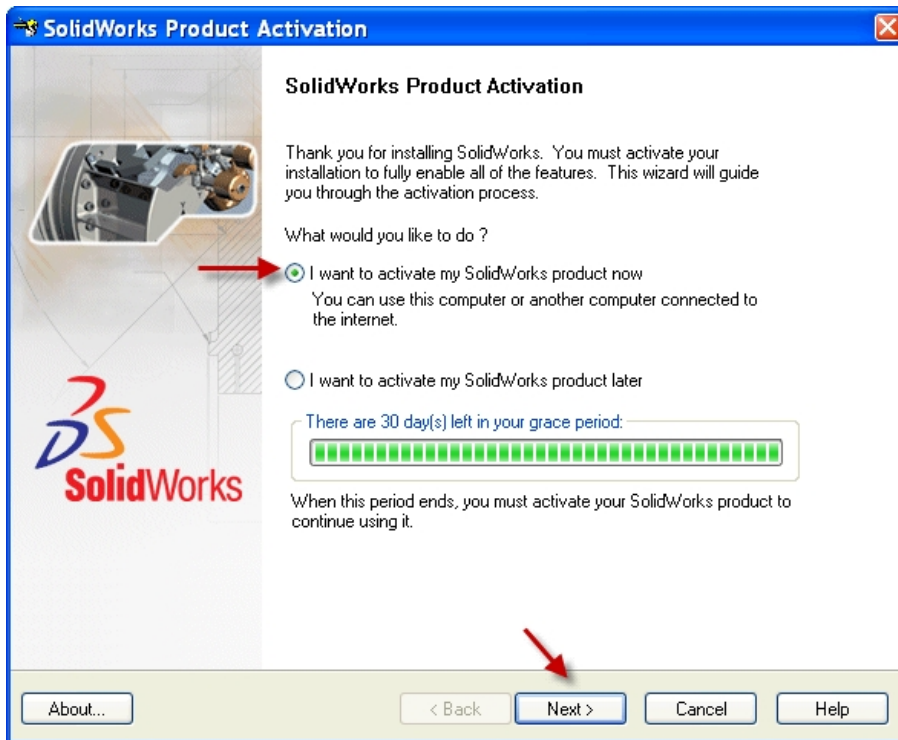 SolidWorks Product Activation
SolidWorks Product Activation
Thank you for installing SolidWorks. You must activate your
installation to fully enable all of the features. This wizard will guide
you through the activation process.
What would you like to do ?
I want to activate my SolidWorks product now
You can use this computer or another computer connected to
the internet.
I want to activate my SolidWorks product later
There are 30 day(s) left in your grace period:
When this period ends, you must activate your SolidWorks product to
continue using it.
DS
SolidWorks
About...
< Back
Next >
Cancel
Help